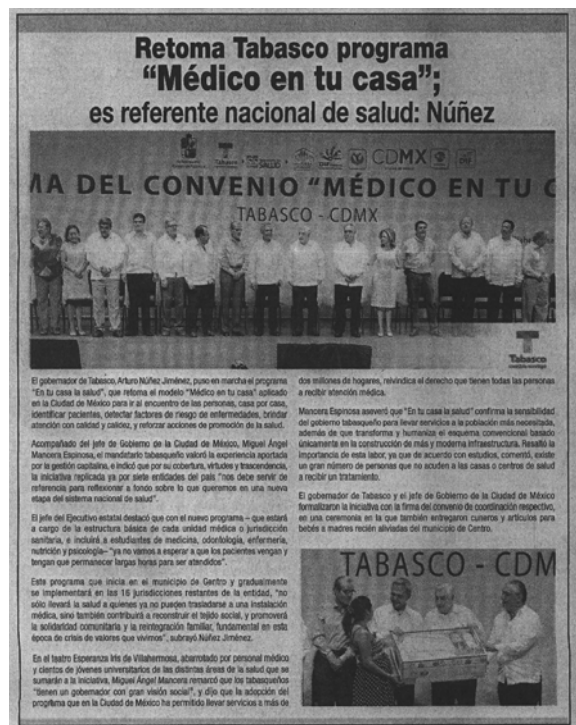 Retoma Tabasco programa
“Médico en tu casa”;
es referente nacional de salud: Núñez
CDMX
MA DEL CONVENIO “MÉDICO EN TU C
TABASCO - CDMX
Tabasco
El gobernador de Tabasco, Arturo Núñez Jiménez, puso en marcha el programa
“En tu casa la salud”, que retoma el modelo “Médico en tu casa” aplicado
en la Ciudad de México para ir al encuentro de las personas, casa por casa,
identificar pacientes, detectar factores de riesgo de enfermedades, brindar
atención con calidad y calidez, y reforzar acciones de promoción de la salud.
Acompañado del jefe de Gobierno de la Ciudad de México, Miguel Ángel
Mancera Espinosa, el mandatario tabasqueño valoró la experiencia aportada
por la gestión capitalina, e indicó que por su cobertura, virtudes y trascendencia,
la iniciativa replicada ya por siete entidades del país “nos debe servir de
referencia para reflexionar a fondo sobre lo que queremos en una nueva
etapa del sistema nacional de salud”.
El jefe del Ejecutivo estatal destacó que con el nuevo programa – que estará
a cargo de la estructura básica de cada unidad médica o jurisdicción
sanitaria, e incluirá a estudiantes de medicina, odontología, enfermería,
nutrición y psicología– “ya no vamos a esperar a que los pacientes vengan y
tengan que permanecer largas horas para ser atendidos”.
Este programa que inicia en el municipio de Centro y gradualmente
se implementará en las 16 jurisdicciones restantes de la entidad, “no
sólo llevará la salud a quienes ya no pueden trasladarse a una instalación
médica, sino también contribuirá a reconstruir el tejido social, y promoverá
la solidaridad comunitaria y la reintegración familiar, fundamental en esta
época de crisis de valores que vivimos”, subrayó Núñez Jiménez.
En el teatro Esperanza Iris de Villahermosa, abarrotado por personal médico
y cientos de jóvenes universitarios de las distintas áreas de la salud que se
sumarán a la iniciativa, Miguel Ángel Mancera remarcó que los tabasqueños
“tienen un gobernador con gran visión social”, y dijo que la adopción del
programa que en la Ciudad de México ha permitido llevar servicios a más de
dos millones de hogares, reivindica el derecho que tienen todas las personas
a recibir atención médica.
Mancera Espinosa aseveró que “En tu casa la salud” confirma la sensibilidad
del gobierno tabasqueño para llevar servicios a la población más necesitada,
además de que transforma y humaniza el esquema convencional basado
únicamente en la construcción de más y moderna infraestructura. Resaltó la
importancia de esta labor, ya que de acuerdo con estudios, comentó, existe
un gran número de personas que no acuden a las casas o centros de salud
a recibir un tratamiento.
El gobernador de Tabasco y el jefe de Gobierno de la Ciudad de México
formalizaron la iniciativa con la firma del convenio de coordinación respectivo,
en una ceremonia en la que también entregaron cuneros y artículos para
bebés a madres recién aliviadas del municipio de Centro.
TABASCO - CDM